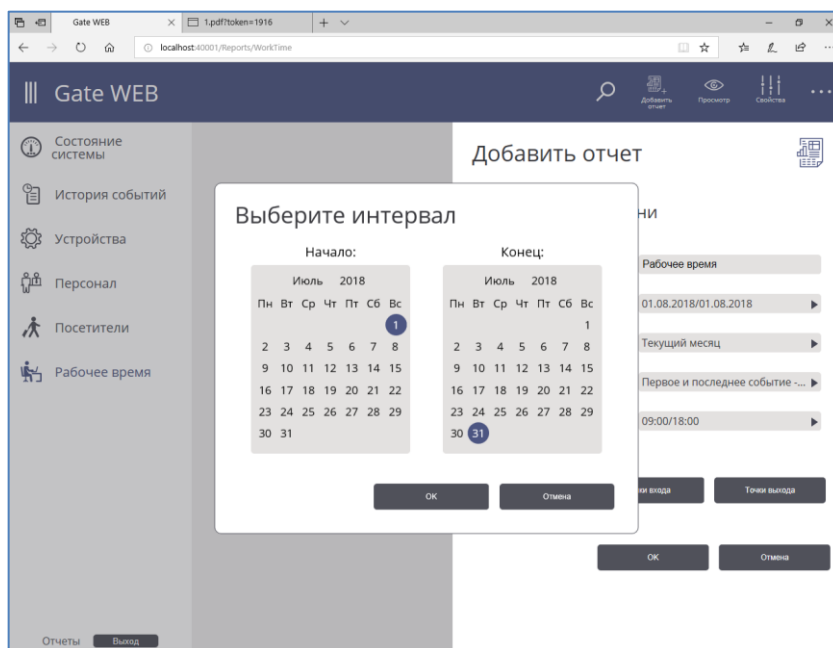 Gate WEB
1.pdf?token=1916
localhost:40001/Reports/WorkTime
Gate WEB
Добавить отчет
Просмотр
Свойства
Состояние системы
История событий
Устройства
Персонал
Посетители
Рабочее время
Отчеты
Выход
Добавить отчет
ни
Рабочее время
01.08.2018/01.08.2018
Текущий месяц
Первое и последнее событие -...
09:00/18:00
ки входа
Точки выхода
ОК
Отмена
Выберите интервал
Начало:
Июль 2018
Пн Вт Ср Чт Пт Сб Вс
1
2 3 4 5 6 7 8
9 10 11 12 13 14 15
16 17 18 19 20 21 22
23 24 25 26 27 28 29
30 31
Конец:
Июль 2018
Пн Вт Ср Чт Пт Сб Вс
1
2 3 4 5 6 7 8
9 10 11 12 13 14 15
16 17 18 19 20 21 22
23 24 25 26 27 28 29
30 31
ОК
Отмена